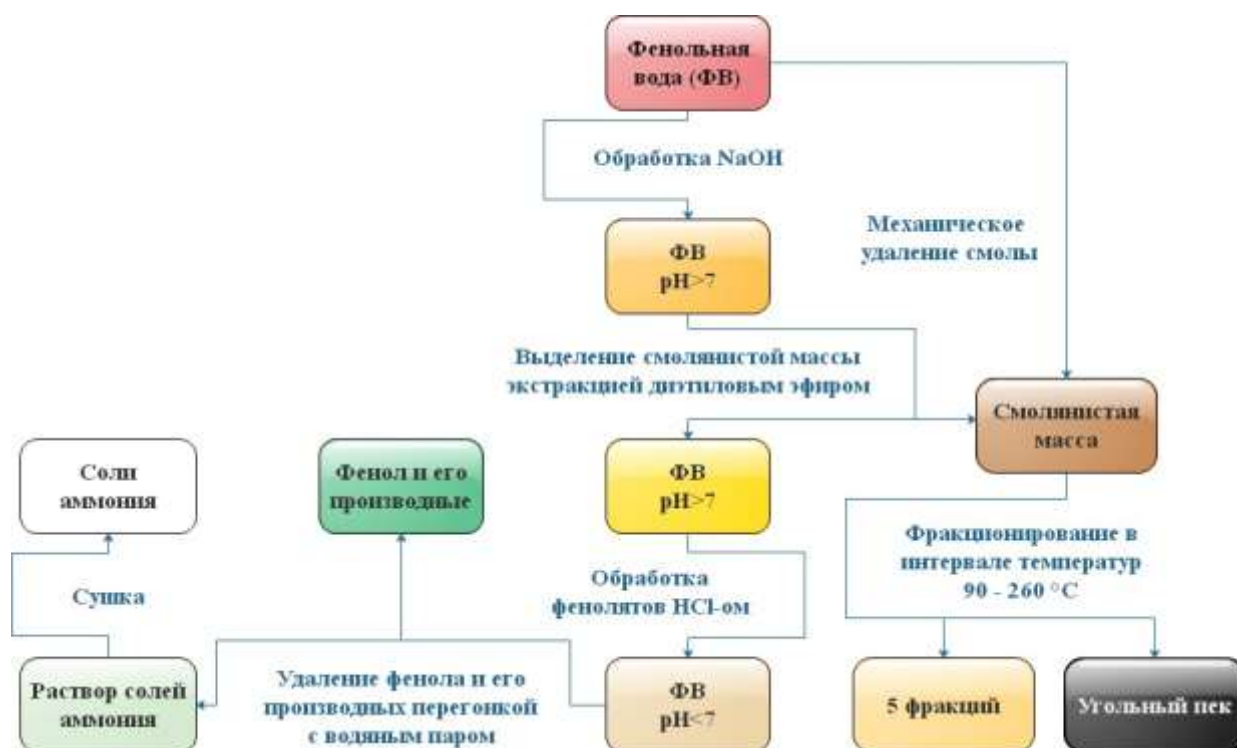 Фенольная
вода (ФВ)
Обработка NaOH
Механическое
удаление смолы
ФВ
pH>7
Выделение смолянистой массы
экстракцией диэтиловым эфиром
Смолянистая
масса
Соли
аммония
Фенол и его
производные
ФВ
pH>7
Фракционирование в
интервале температур
90 - 260 °C
Сушка
Обработка
фенолятов HCl-ом
Раствор солей
аммония
Удаление фенола и его
производных перегонкой
с водяным паром
ФВ
pH<7
5 фракций
Угольный пек